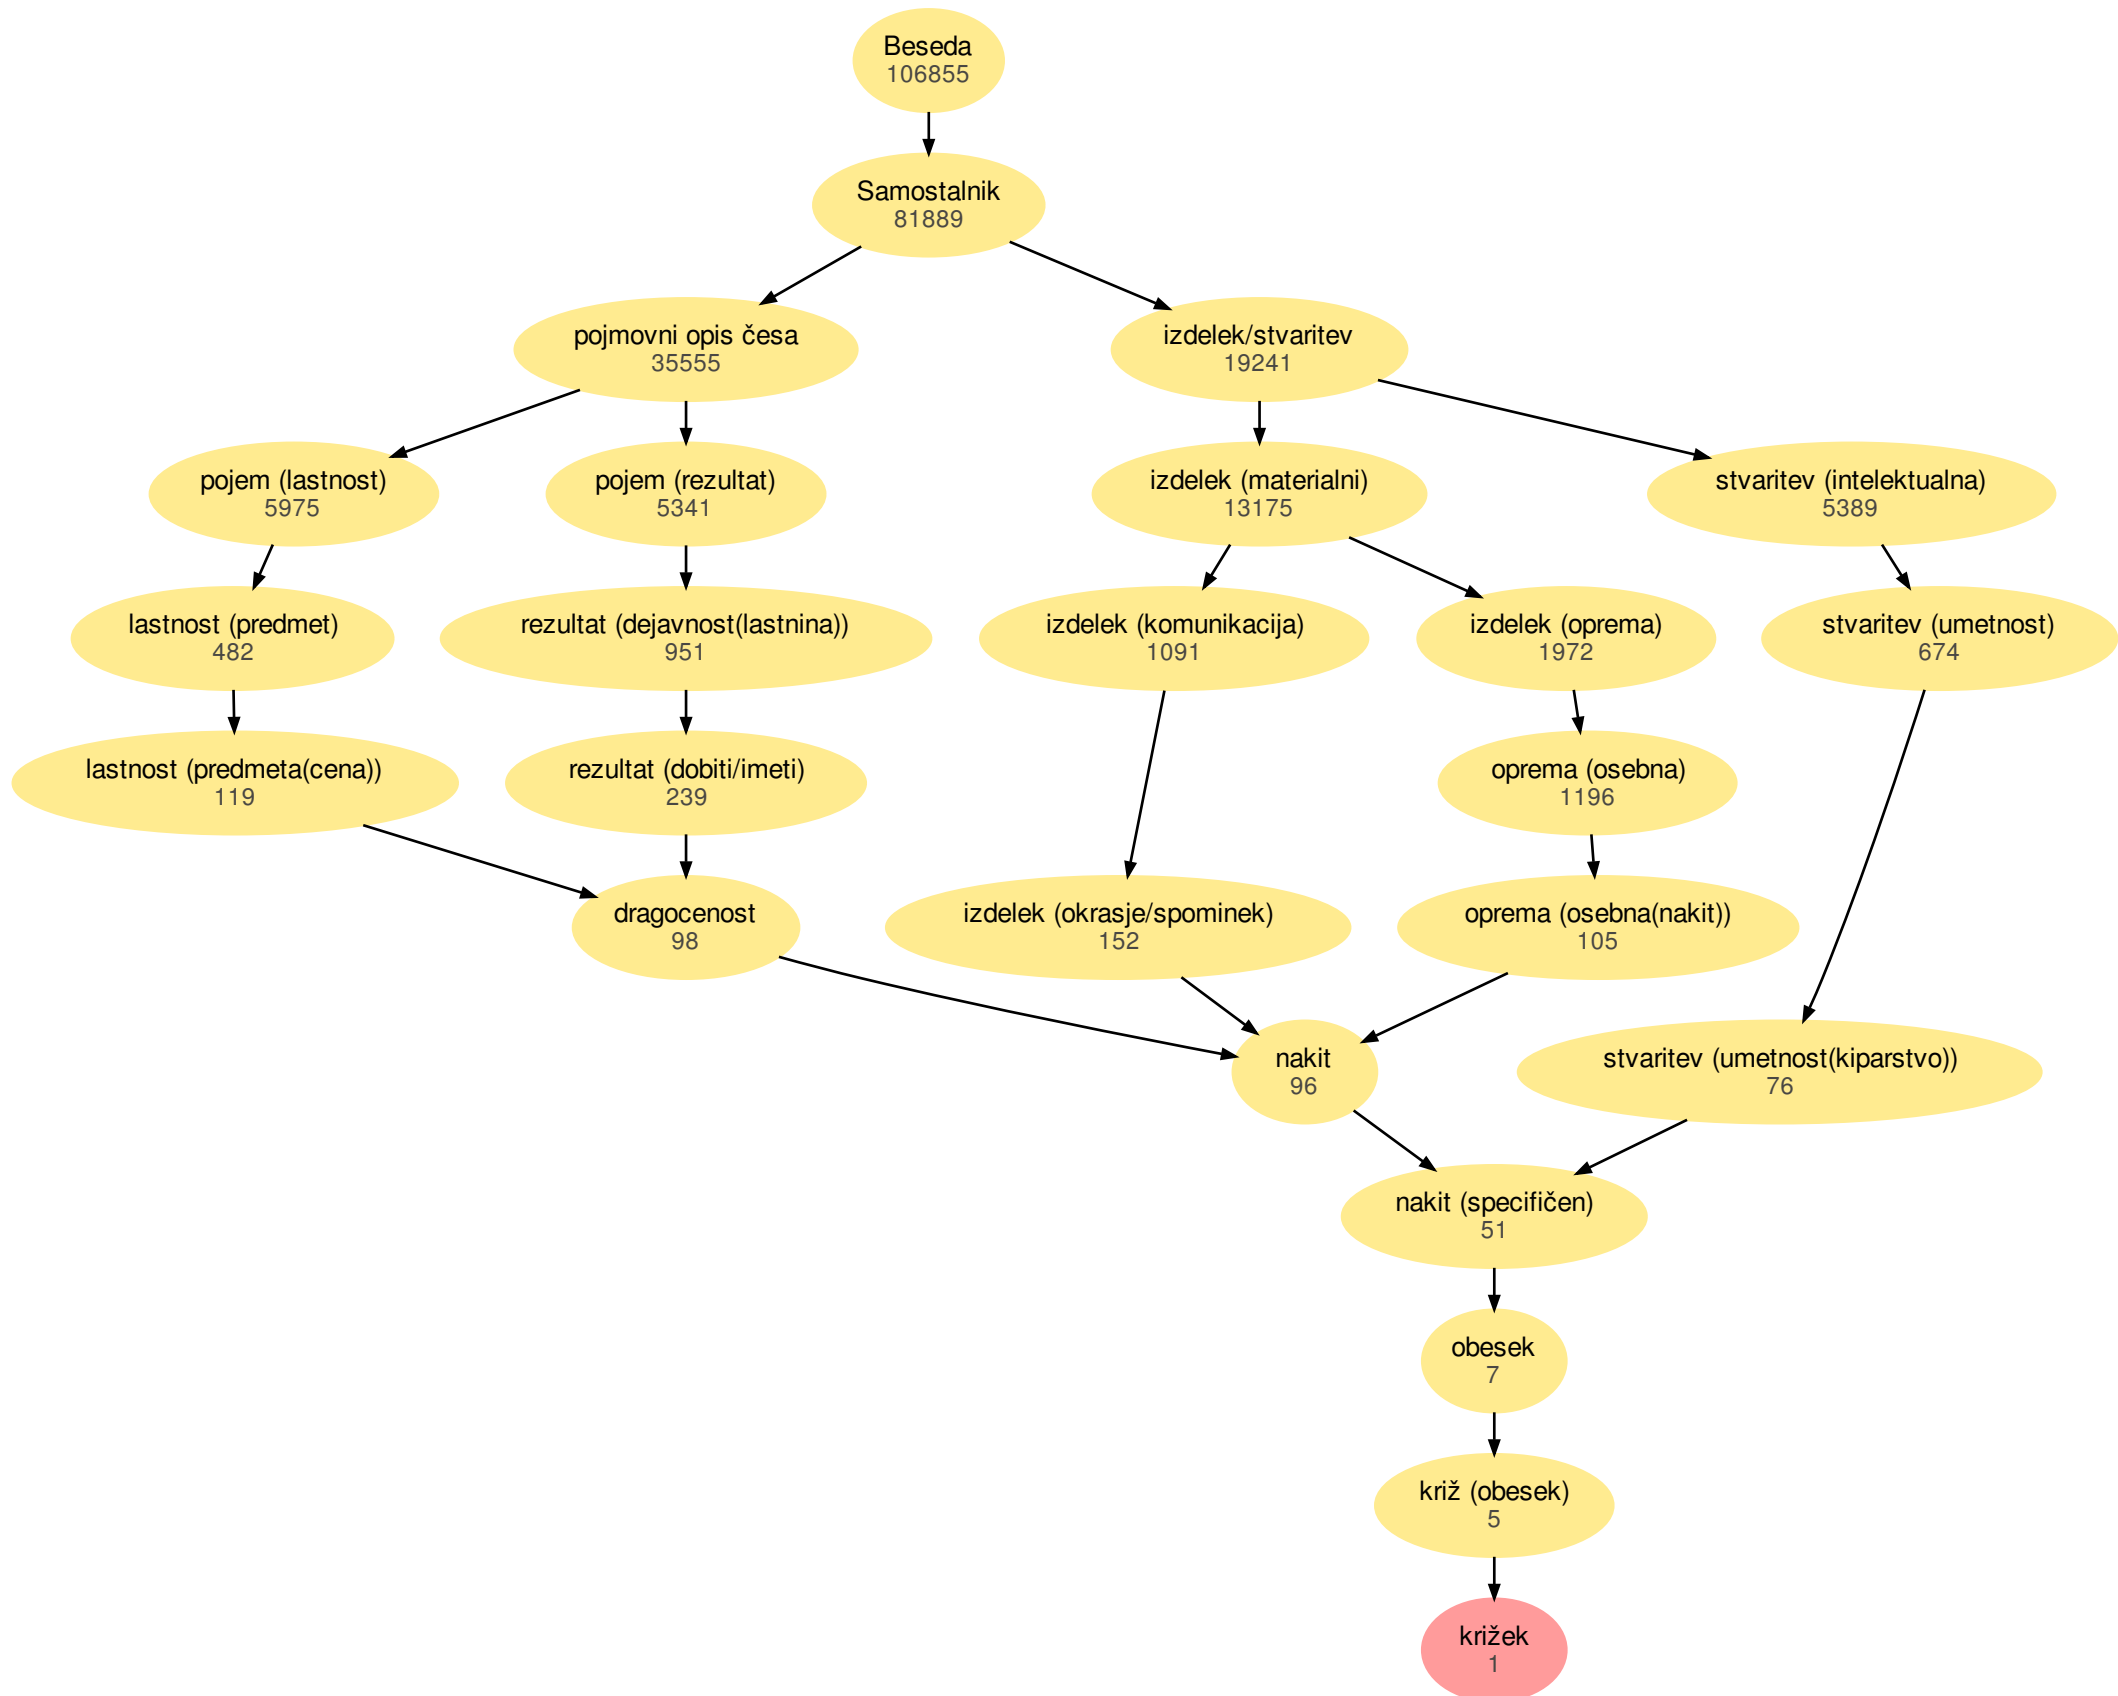 Beseda
106855
Samostalnik
81889
pojmovni opis česa
35555
izdelek/stvaritev
19241
pojem (lastnost)
5975
pojem (rezultat)
5341
izdelek (materialni)
13175
stvaritev (intelektualna)
5389
lastnost (predmet)
482
rezultat (dejavnost(lastnina))
951
izdelek (komunikacija)
1091
izdelek (oprema)
1972
stvaritev (umetnost)
674
lastnost (predmeta(cena))
119
rezultat (dobiti/imeti)
239
oprema (osebna)
1196
dragocenost
98
izdelek (okrasje/spominek)
152
oprema (osebna(nakit))
105
nakit
96
stvaritev (umetnost(kiparstvo))
76
nakit (specifičen)
51
obesek
7
križ (obesek)
5
križek
1